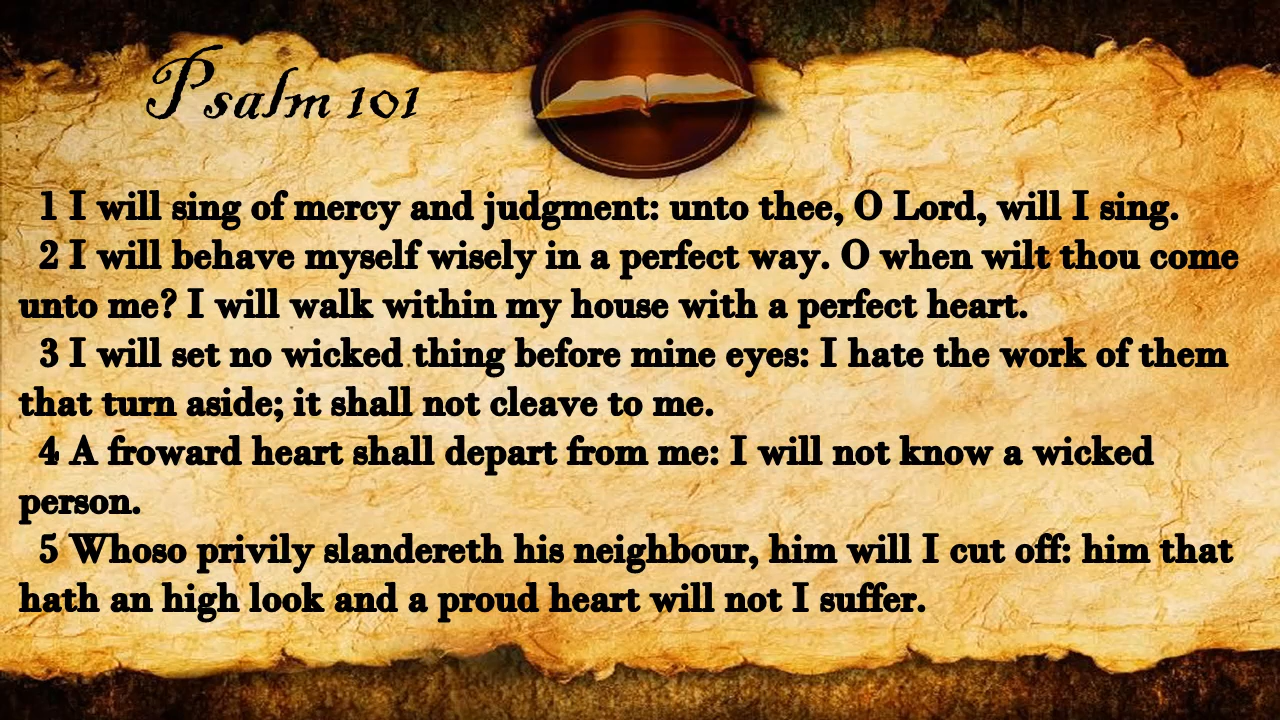 Psalm 101
1 I will sing of mercy and judgment: unto thee, O Lord, will I sing.
2 I will behave myself wisely in a perfect way. O when wilt thou come
unto me? I will walk within my house with a perfect heart.
3 I will set no wicked thing before mine eyes: I hate the work of them
that turn aside; it shall not cleave to me.
4 A froward heart shall depart from me: I will not know a wicked
person.
5 Whoso privily slandereth his neighbour, him will I cut off: him that
hath an high look and a proud heart will not I suffer.